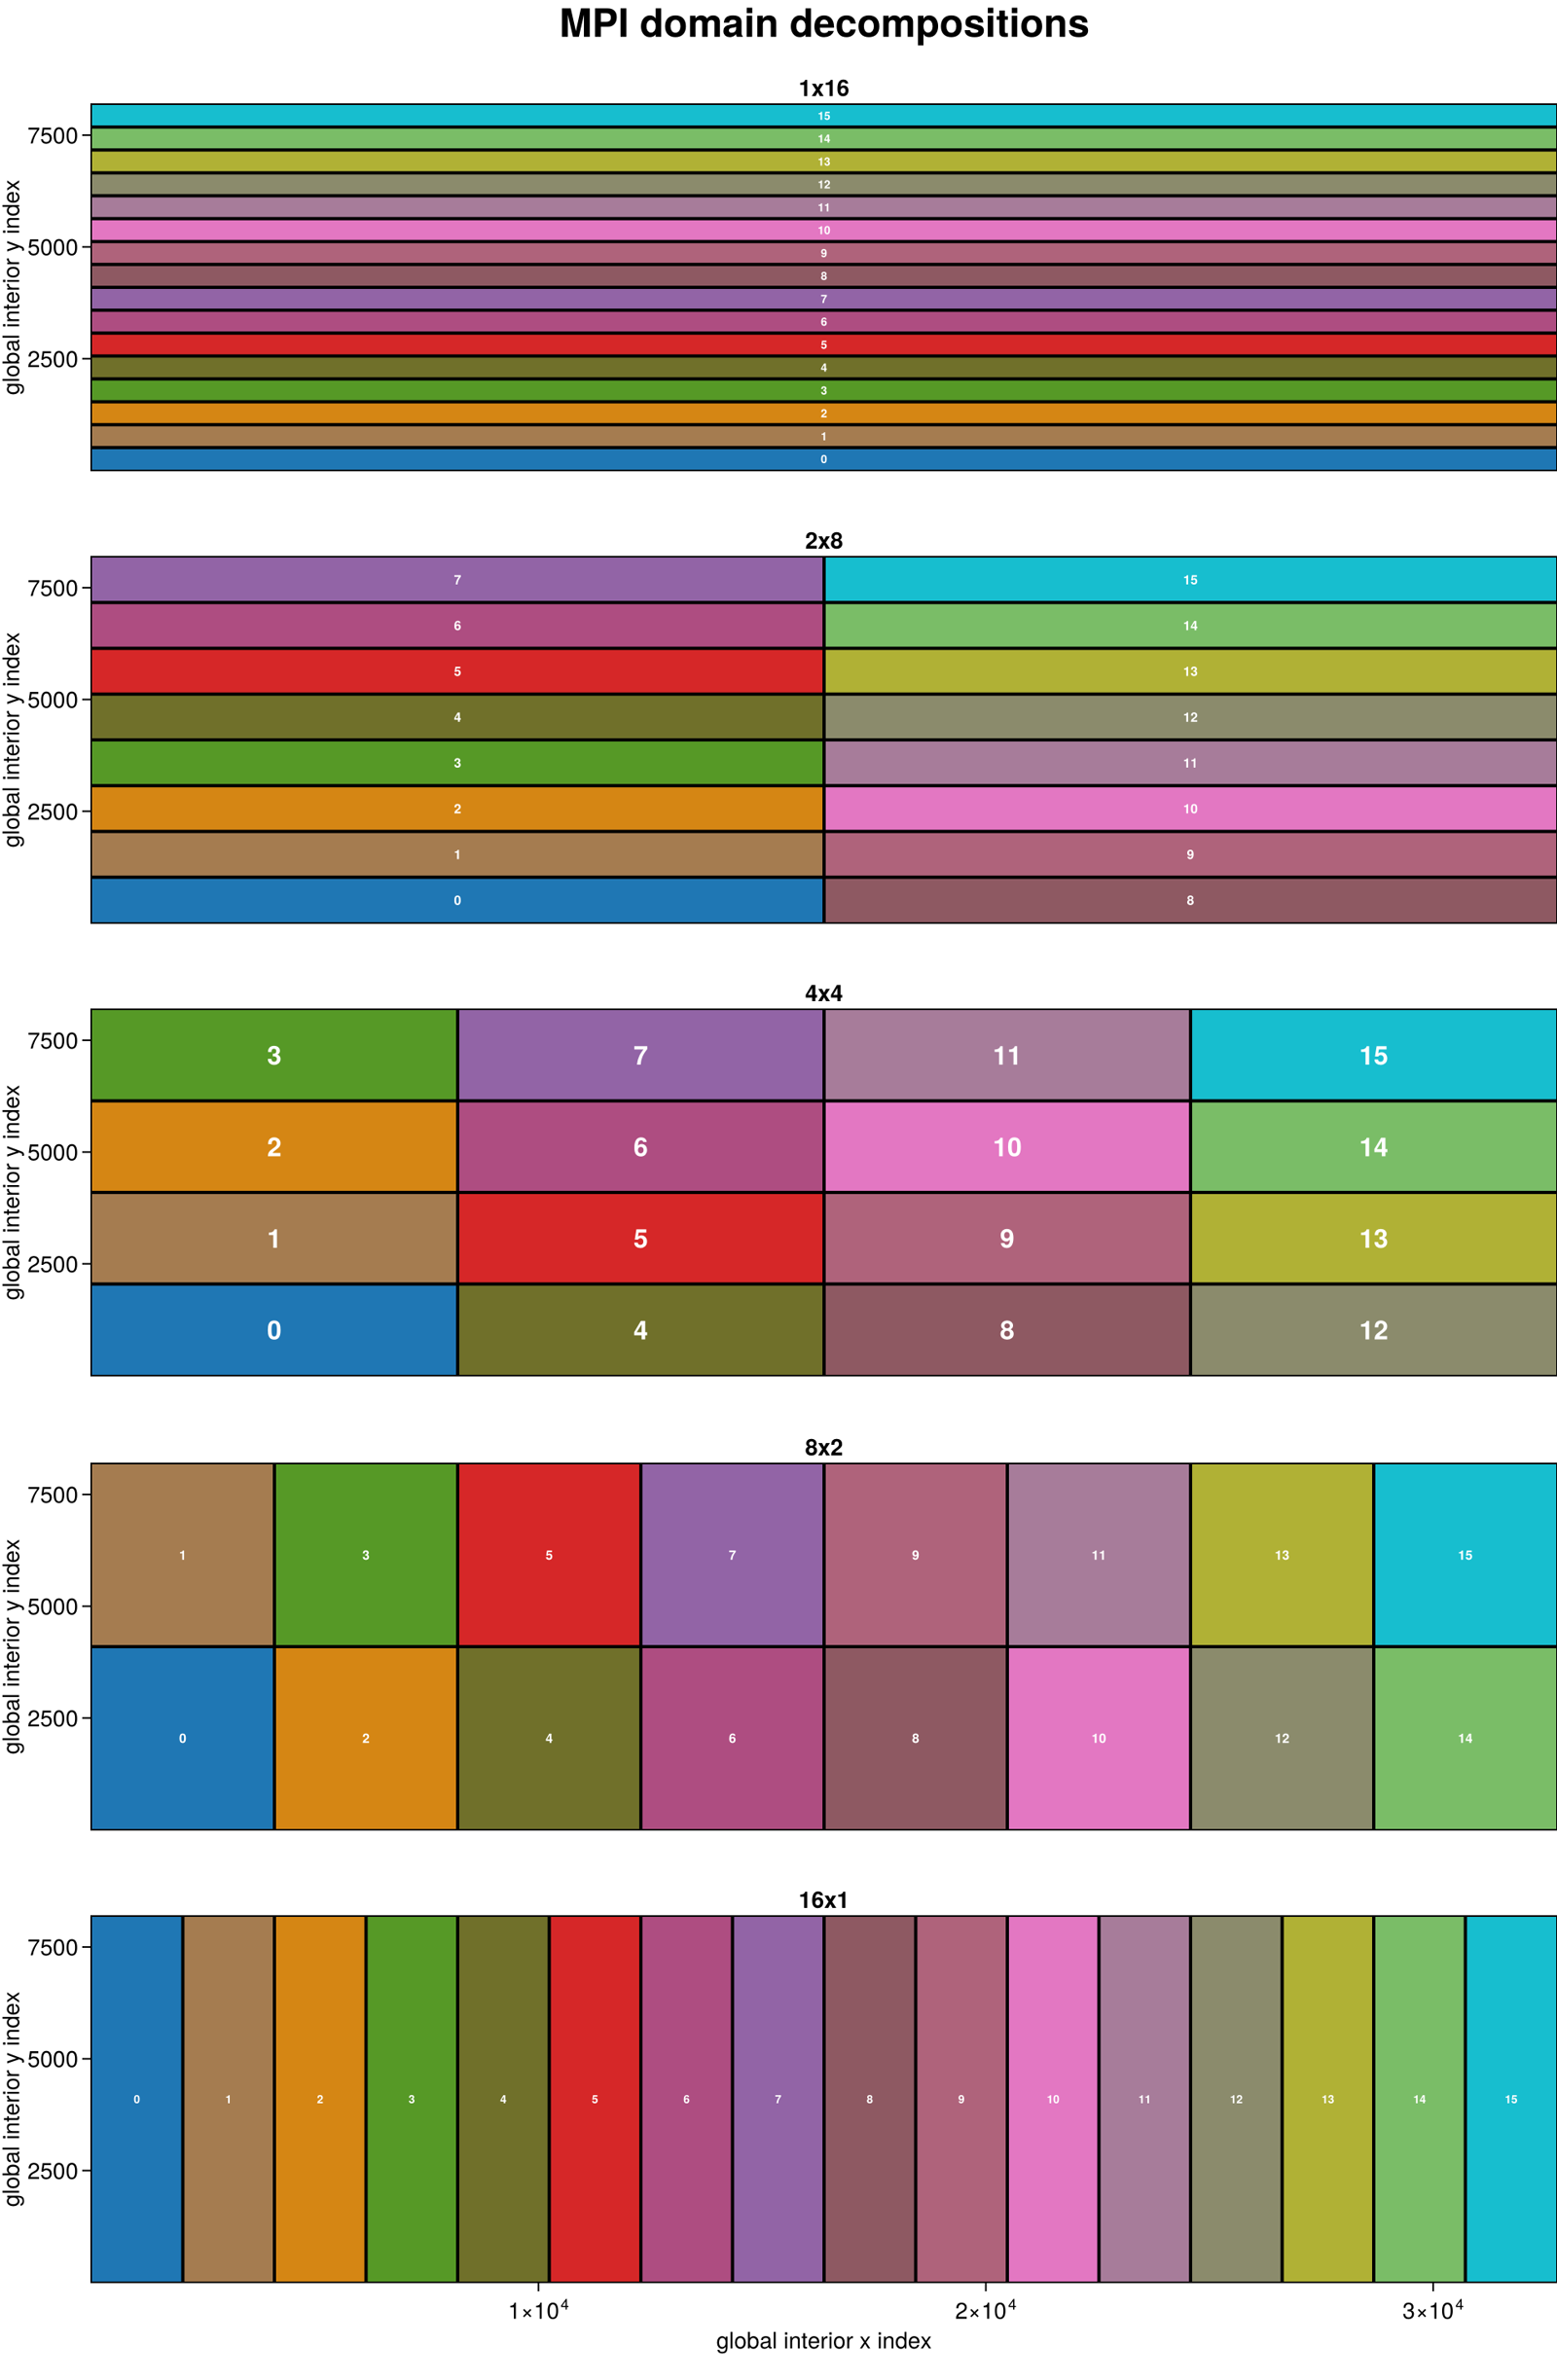 MPI domain decompositions
1x16
15
14
7500
13
12
11
10
5000
9
8
7
6
5
2500
4
3
2
1
0
global interior y index
2x8
7 15
7500
6 14
5 13
5000
4 12
3 11
2 10
2500
1 9
0 8
global interior y index
4x4
7500
3 7 11 15
5000
2 6 10 14
1 5 9 13
2500
0 4 8 12
global interior y index
8x2
7500
1 3 5 7 9 11 13 15
5000
2500
0 2 4 6 8 10 12 14
global interior y index
16x1
7500
5000
0 1 2 3 4 5 6 7 8 9 10 11 12 13 14 15
2500
global interior y index
1×10⁴ 2×10⁴ 3×10⁴
global interior x index